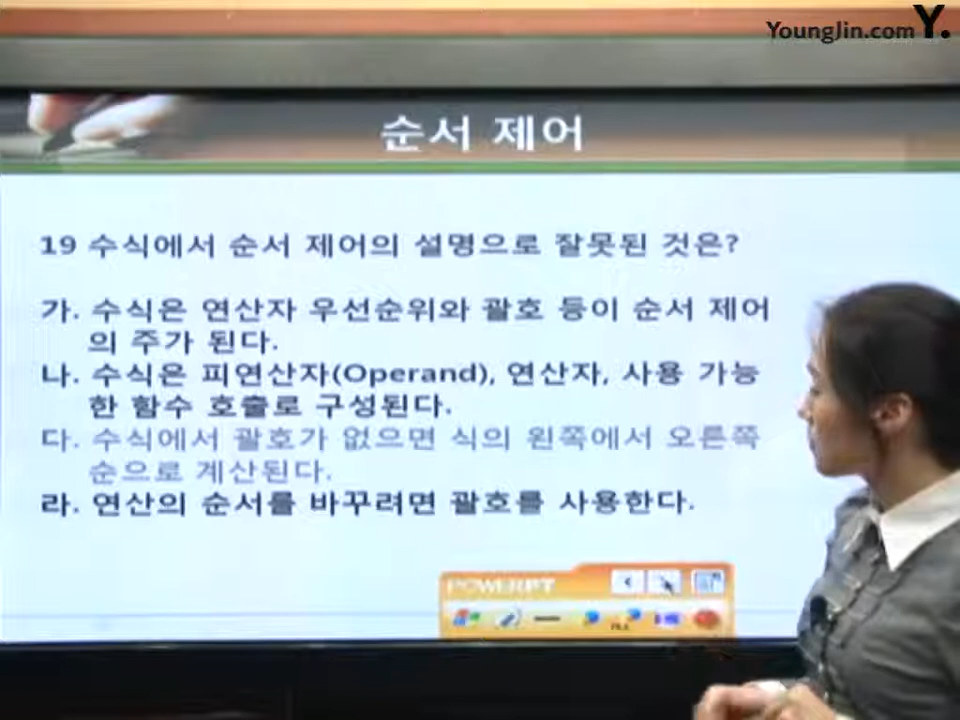 YoungJin.com Y.
순서 제어
19 수식에서 순서 제어의 설명으로 잘못된 것은?
가. 수식은 연산자 우선순위와 괄호 등이 순서 제어
의 주가 된다.
나. 수식은 피연산자(Operand), 연산자, 사용 가능
한 함수 호출로 구성된다.
다. 수식에서 괄호가 없으면 식의 왼쪽에서 오른쪽
순으로 계산된다.
라. 연산의 순서를 바꾸려면 괄호를 사용한다.
POWERPT